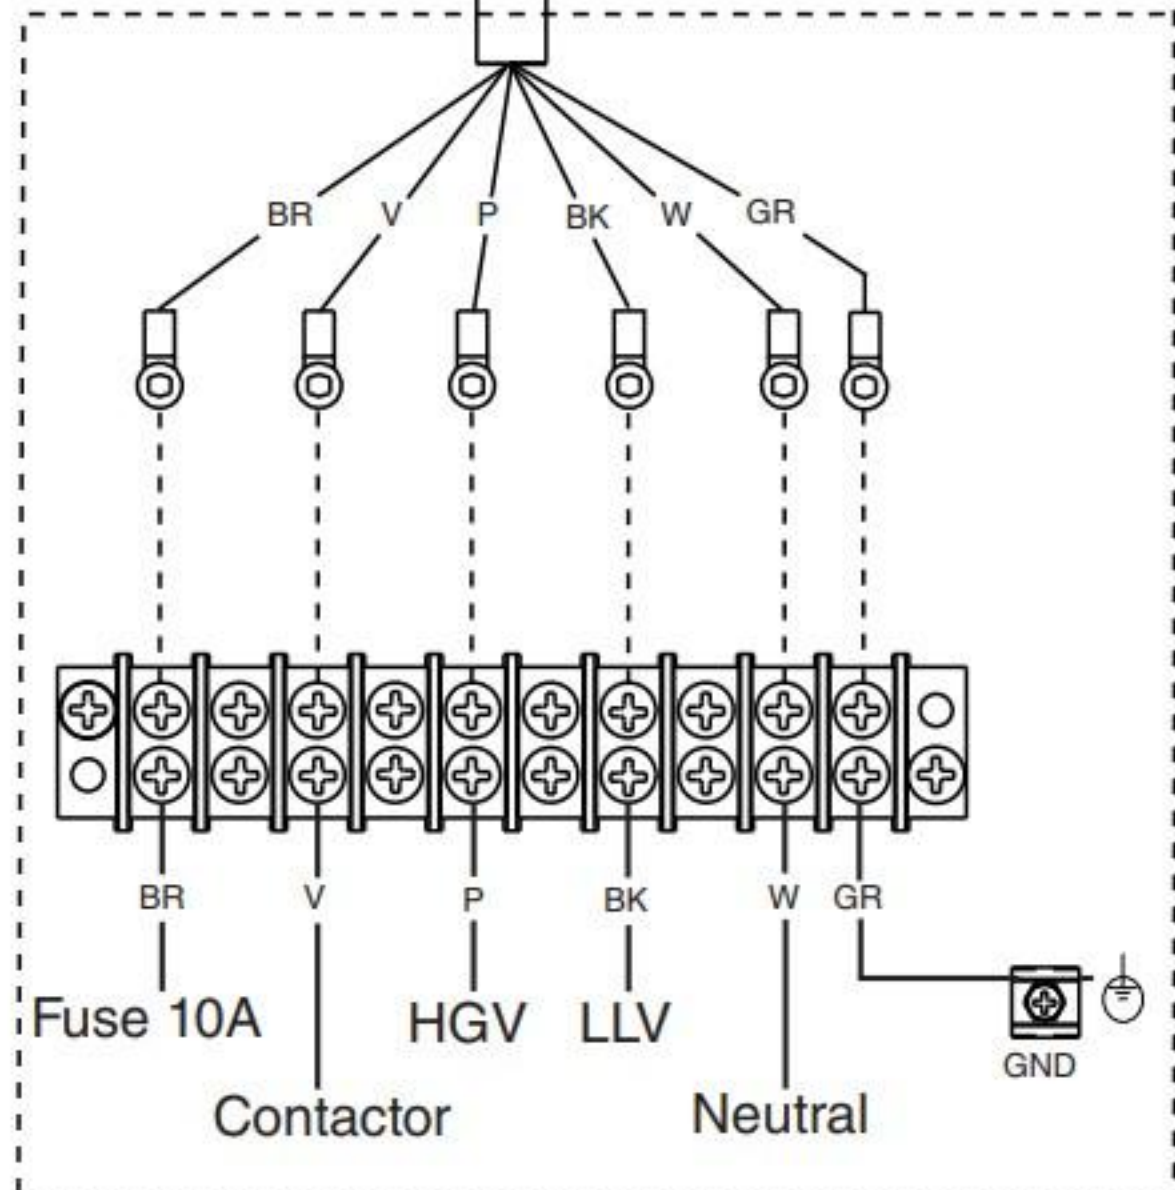 BR V P BK W GR
BR V P BK W GR
Fuse 10A HGV LLV
GND
Contactor Neutral